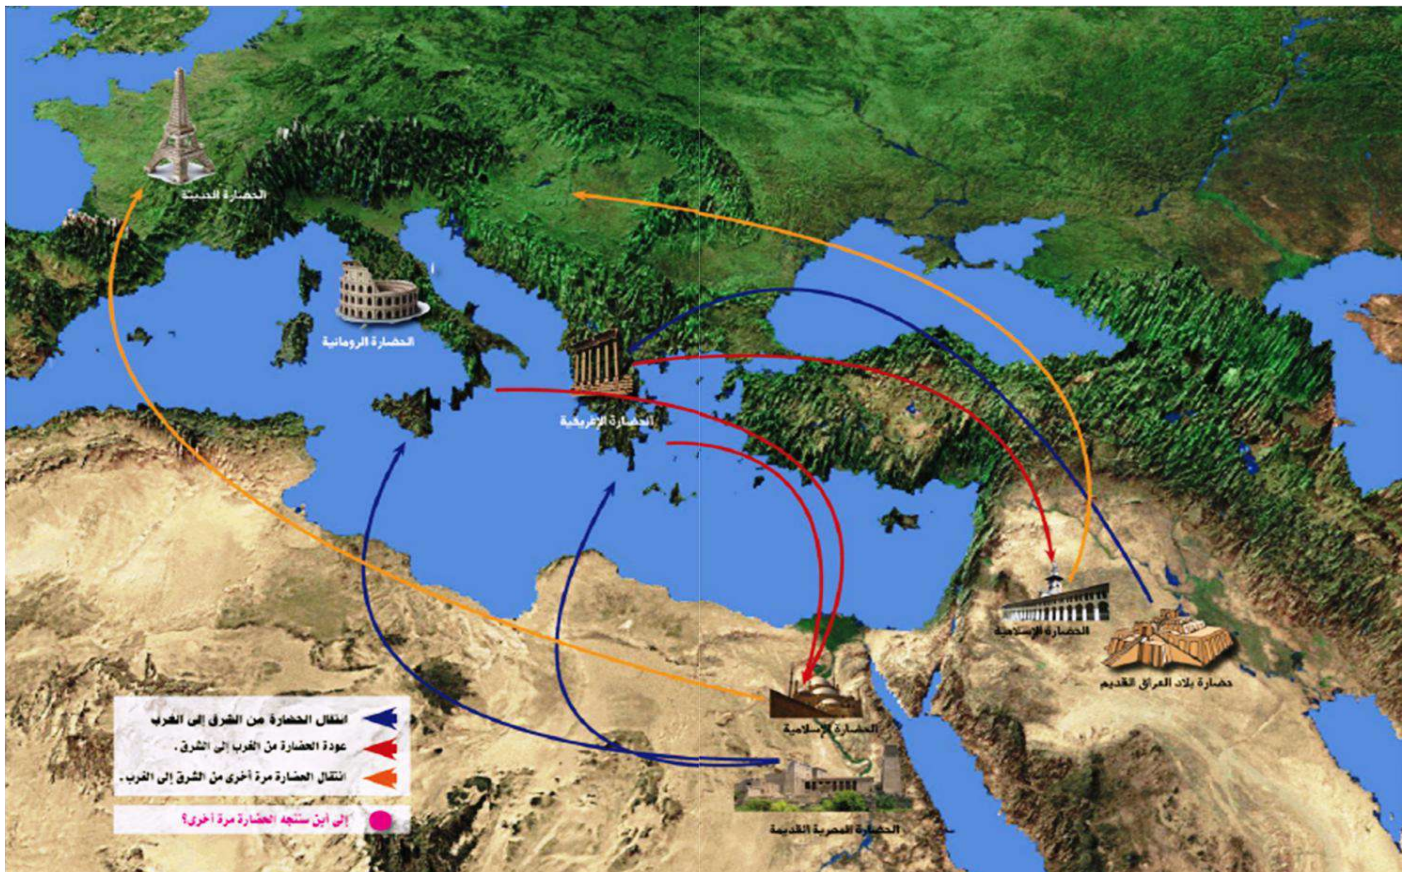 الحضارة الحديثة
الحضارة الرومانية
الحضارة الإغريقية
الحضارة الإسلامية
حضارة بلاد العراق القديم
الحضارة الإسلامية
الحضارة المصرية القديمة
انتقال الحضارة من الشرق إلى الغرب
عودة الحضارة من الغرب إلى الشرق .
انتقال الحضارة مرة أخرى من الشرق إلى الغرب .
إلى أين ستتجه الحضارة مرة أخرى؟